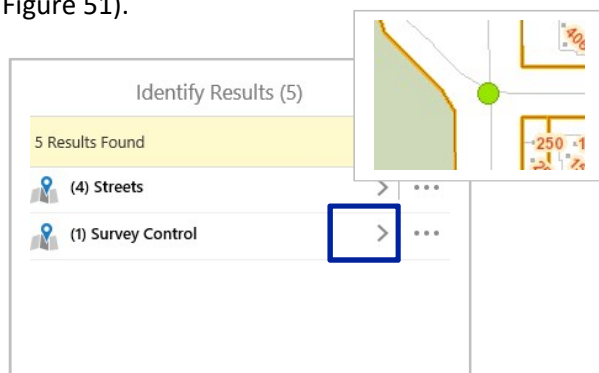 Figure 51).
Identify Results (5)
5 Results Found
(4) Streets
(1) Survey Control
250